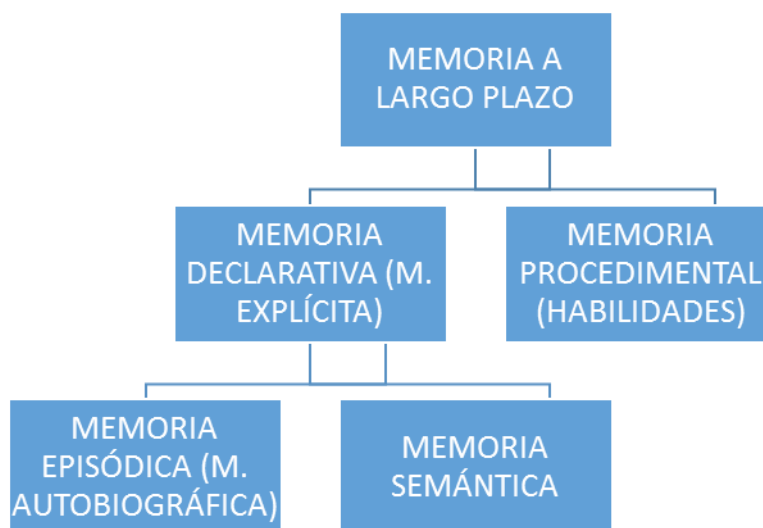 MEMORIA A
LARGO PLAZO
MEMORIA
DECLARATIVA (M.
EXPLÍCITA)
MEMORIA
PROCEDIMENTAL
(HABILIDADES)
MEMORIA
EPISÓDICA (M.
AUTOBIOGRÁFICA)
MEMORIA
SEMÁNTICA